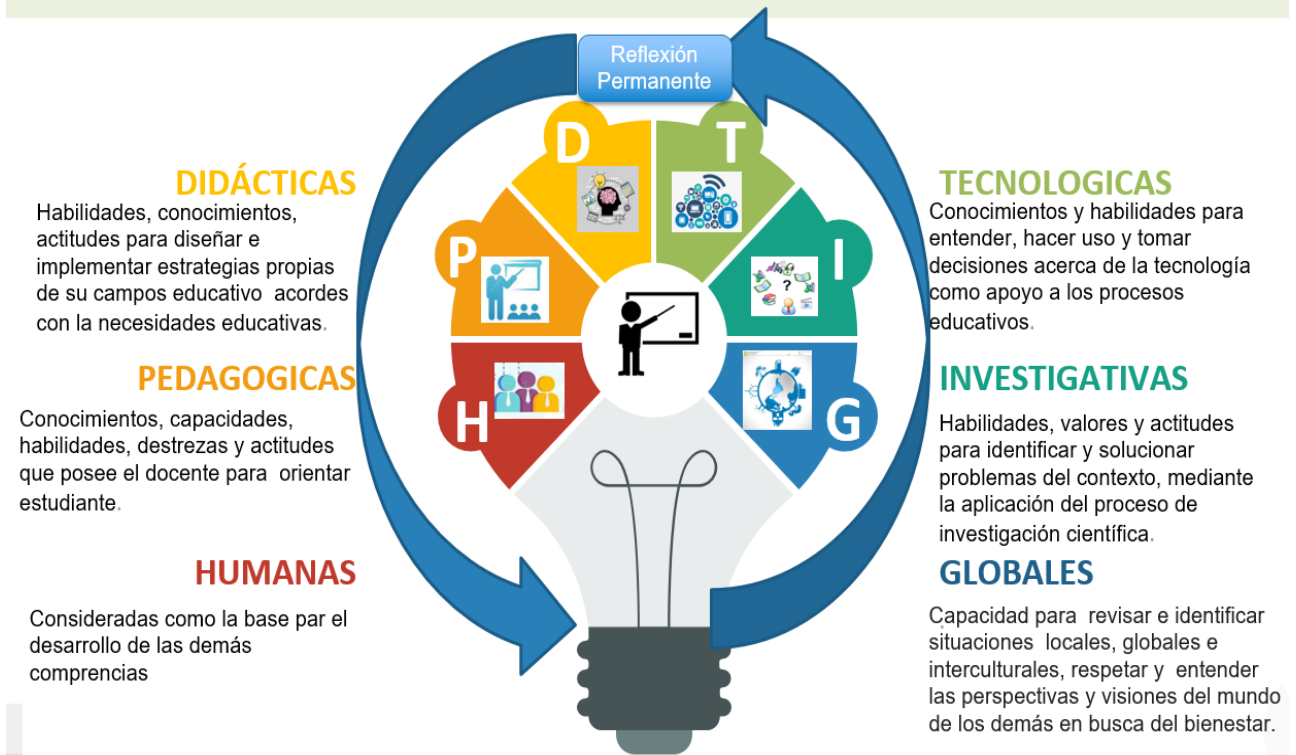 Reflexión
Permanente
D
T
P
I
H
G
?
DIDÁCTICAS
Habilidades, conocimientos,
actitudes para diseñar e
implementar estrategias propias
de su campos educativo acordes
con la necesidades educativas.
PEDAGOGICAS
Conocimientos, capacidades,
habilidades, destrezas y actitudes
que posee el docente para orientar
estudiante.
HUMANAS
Consideradas como la base par el
desarrollo de las demás
comprencias
TECNOLOGICAS
Conocimientos y habilidades para
entender, hacer uso y tomar
decisiones acerca de la tecnología
como apoyo a los procesos
educativos.
INVESTIGATIVAS
Habilidades, valores y actitudes
para identificar y solucionar
problemas del contexto, mediante
la aplicación del proceso de
investigación científica.
GLOBALES
Capacidad para revisar e identificar
situaciones locales, globales e
interculturales, respetar y entender
las perspectivas y visiones del mundo
de los demás en busca del bienestar.